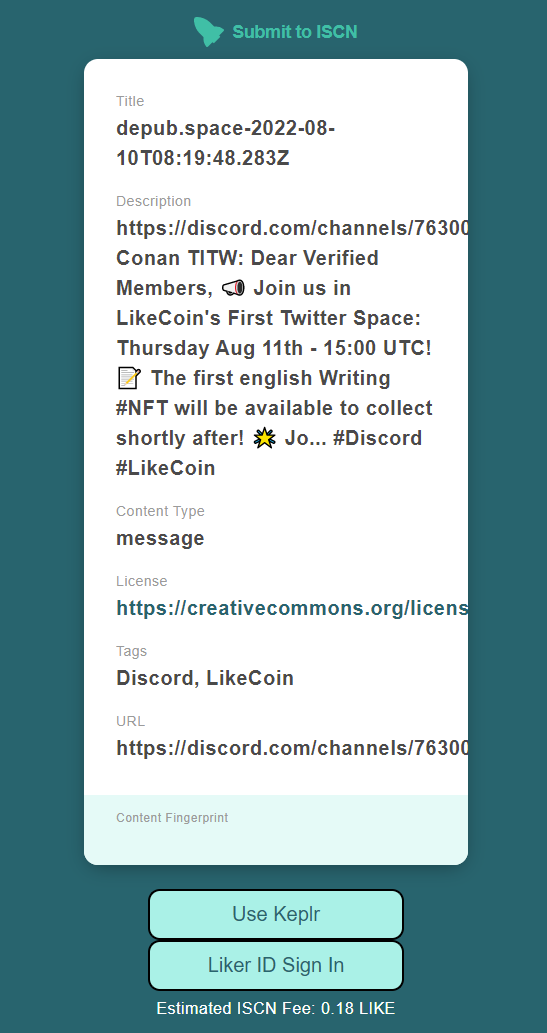 Submit to ISCN
Title
depub.space-2022-08-
10T08:19:48.283Z
Description
https://discord.com/channels/76300
Conan TITW: Dear Verified
Members, 📣 Join us in
LikeCoin's First Twitter Space:
Thursday Aug 11th - 15:00 UTC!
📝 The first english Writing
#NFT will be available to collect
shortly after! 🌟 Jo... #Discord
#LikeCoin
Content Type
message
License
https://creativecommons.org/licens
Tags
Discord, LikeCoin
URL
https://discord.com/channels/76300
Content Fingerprint
Use Keplr
Liker ID Sign In
Estimated ISCN Fee: 0.18 LIKE